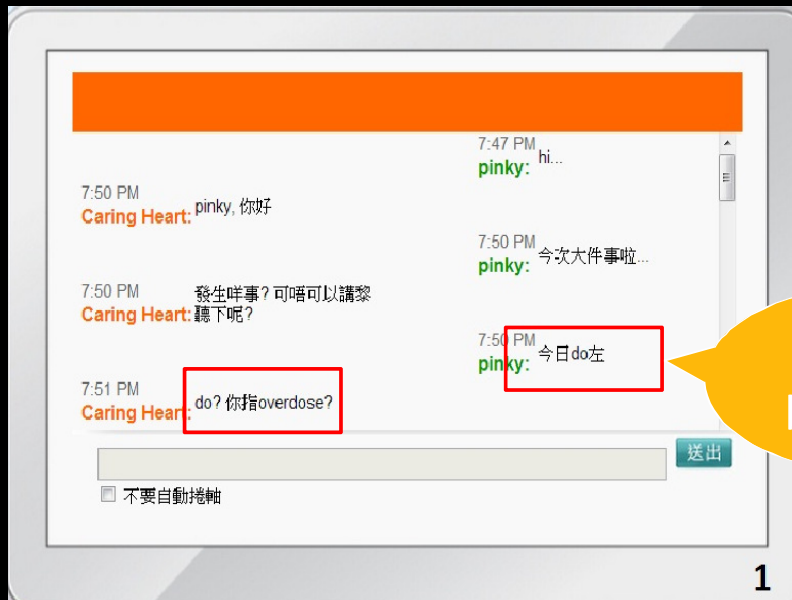 7:47 PM
pinky: hi...
7:50 PM
Caring Heart: pinky, 你好
7:50 PM
pinky: 今次大件事啦...
7:50 PM
Caring Heart: 發生咩事? 可唔可以講黎
聽下呢?
7:50 PM
pinky: 今日do左
7:51 PM
Caring Heart: do? 你指overdose?
送出
不要自動捲軸
1